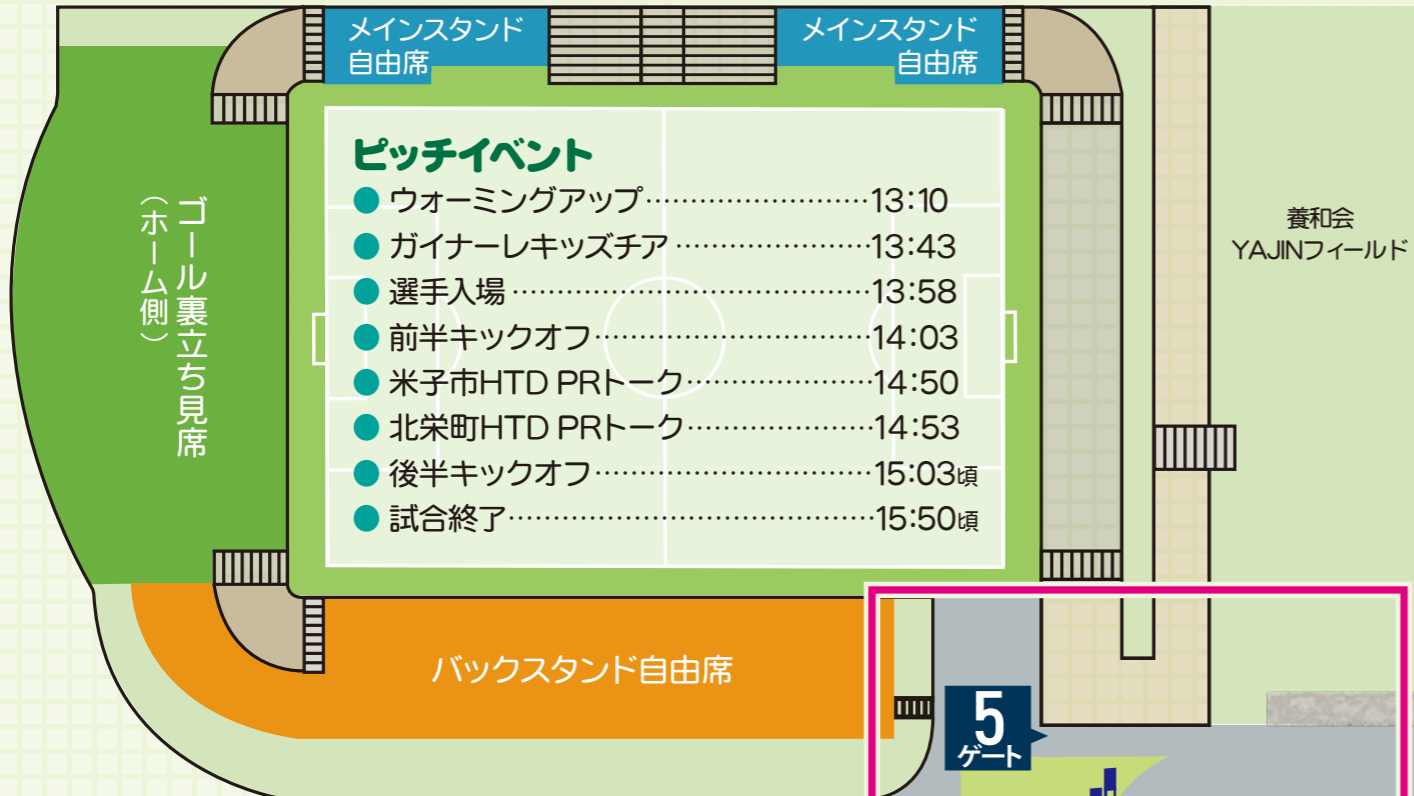 メインスタンド
自由席
メインスタンド
自由席
ピッチイベント
● ウォーミングアップ……………………13:10
● ガイナーレキッズチア…………………13:43
● 選手入場…………………………………13:58
● 前半キックオフ…………………………14:03
● 米子市HTD PRトーク…………………14:50
● 北栄町HTD PRトーク…………………14:53
● 後半キックオフ…………………………15:03頃
● 試合終了…………………………………15:50頃
ゴール裏立ち見席
（ホーム側）
養和会
YAJINフィールド
バックスタンド自由席
5
ゲート